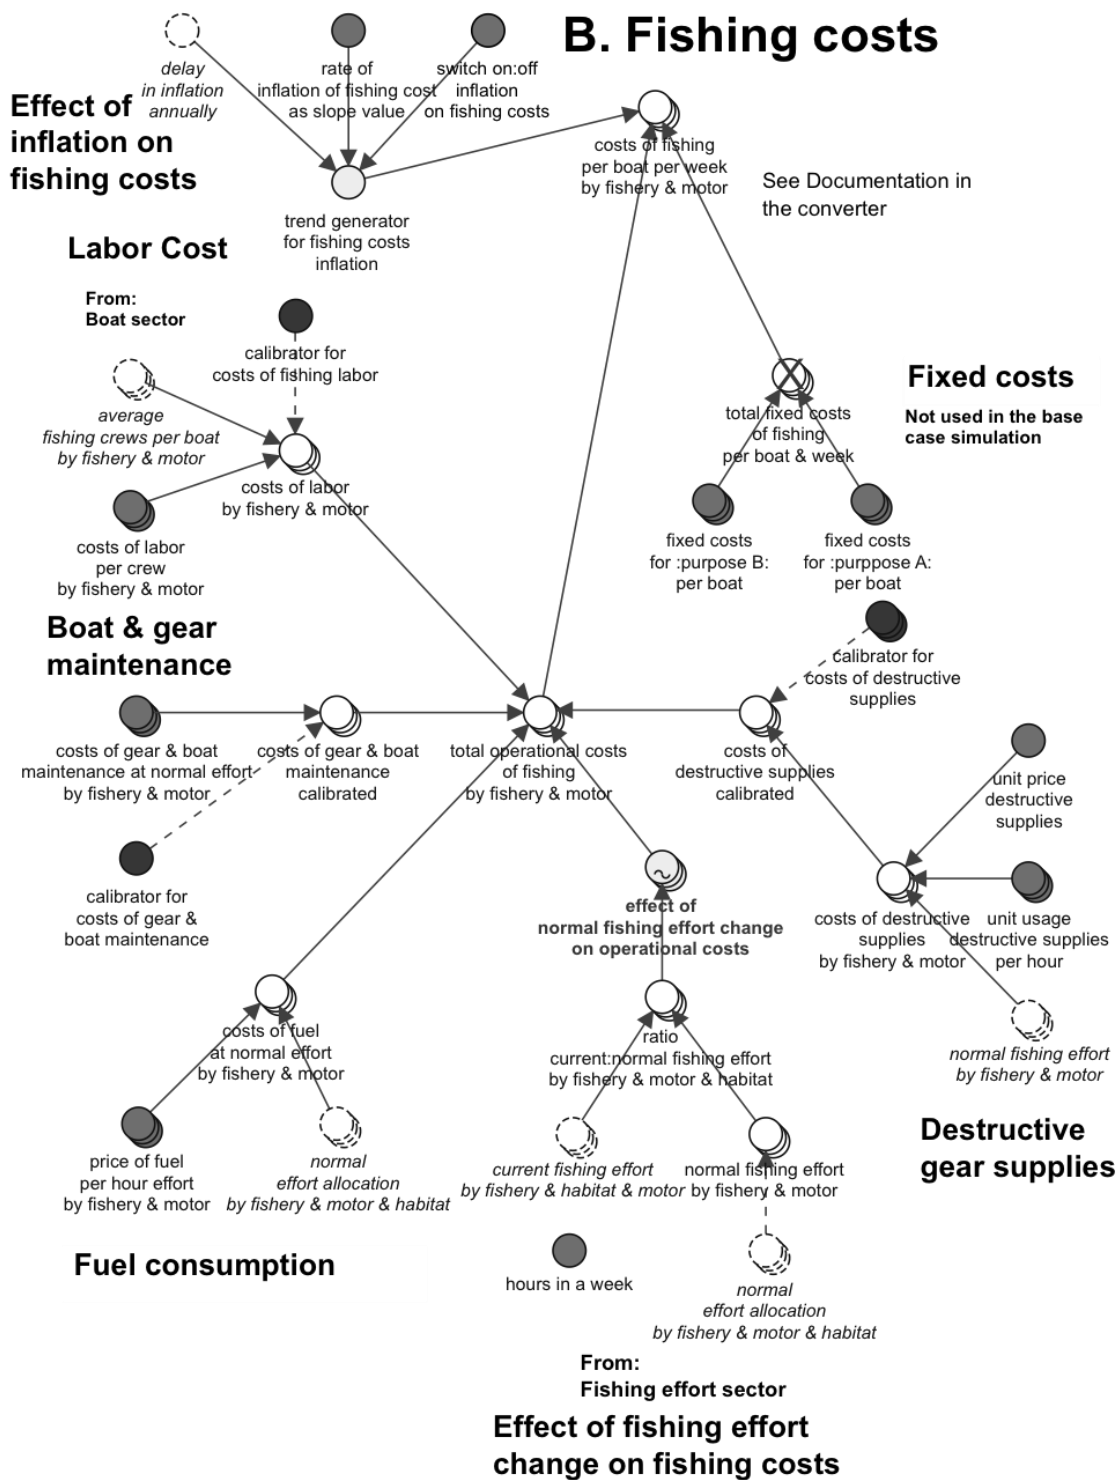 B. Fishing costs
delay
in inflation
annually
rate of
inflation of fishing cost
as slope value
switch on:off
inflation
on fishing costs
Effect of
inflation on
fishing costs
costs of fishing
per boat per week
by fishery & motor
See Documentation in
the converter
trend generator
for fishing costs
inflation
Labor Cost
From:
Boat sector
calibrator for
costs of fishing labor
average
fishing crews per boat
by fishery & motor
costs of labor
by fishery & motor
costs of labor
per crew
by fishery & motor
Fixed costs
Not used in the base
case simulation
total fixed costs
of fishing
per boat & week
fixed costs
for :purpose B:
per boat
fixed costs
for :purppose A:
per boat
Boat & gear
maintenance
calibrator for
costs of destructive
supplies
costs of gear & boat
maintenance at normal effort
by fishery & motor
costs of gear & boat
maintenance
calibrated
total operational costs
of fishing
by fishery & motor
costs of
destructive supplies
calibrated
unit price
destructive
supplies
calibrator for
costs of gear &
boat maintenance
effect of
normal fishing effort change
on operational costs
costs of destructive
supplies
by fishery & motor
unit usage
destructive supplies
per hour
costs of fuel
at normal effort
by fishery & motor
ratio
current:normal fishing effort
by fishery & motor & habitat
normal fishing effort
by fishery & motor
Destructive
gear supplies
price of fuel
per hour effort
by fishery & motor
normal
effort allocation
by fishery & motor & habitat
current fishing effort
by fishery & habitat & motor
normal fishing effort
by fishery & motor
Fuel consumption
hours in a week
normal
effort allocation
by fishery & motor & habitat
From:
Fishing effort sector
Effect of fishing effort
change on fishing costs